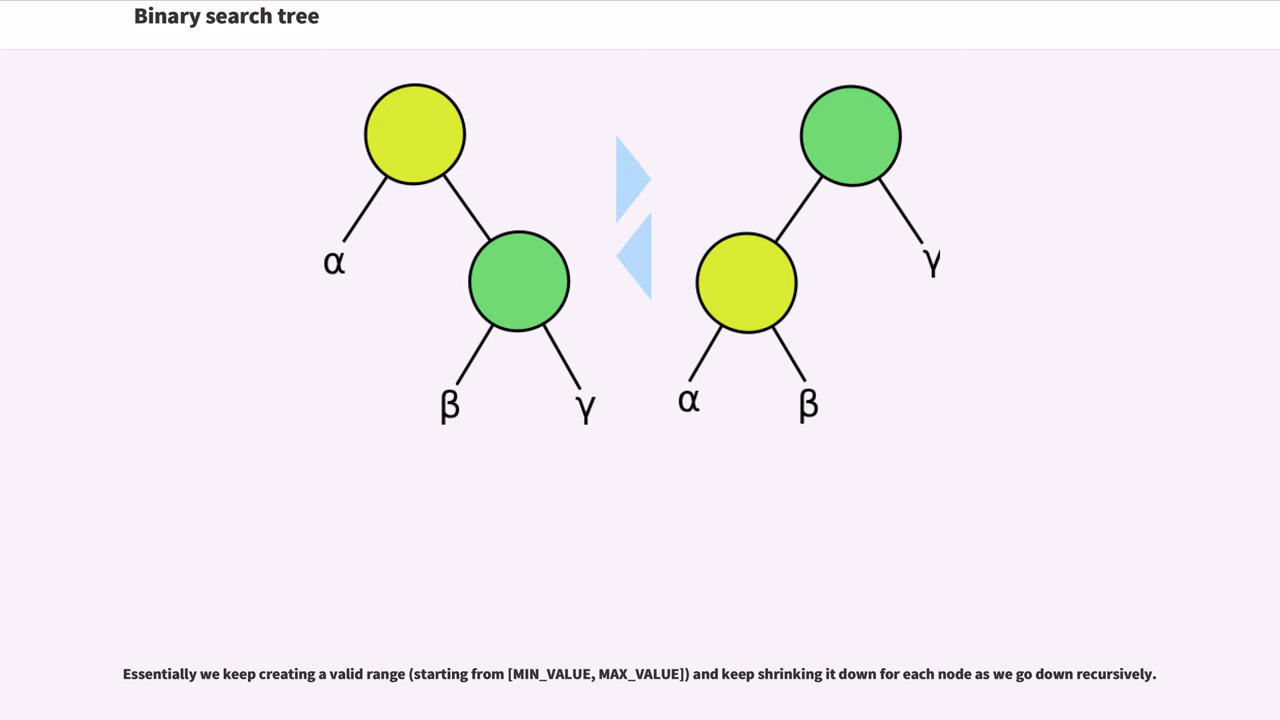 Binary search tree
α
γ
β
γ
α
β
Essentially we keep creating a valid range (starting from [MIN_VALUE, MAX_VALUE]) and keep shrinking it down for each node as we go down recursively.